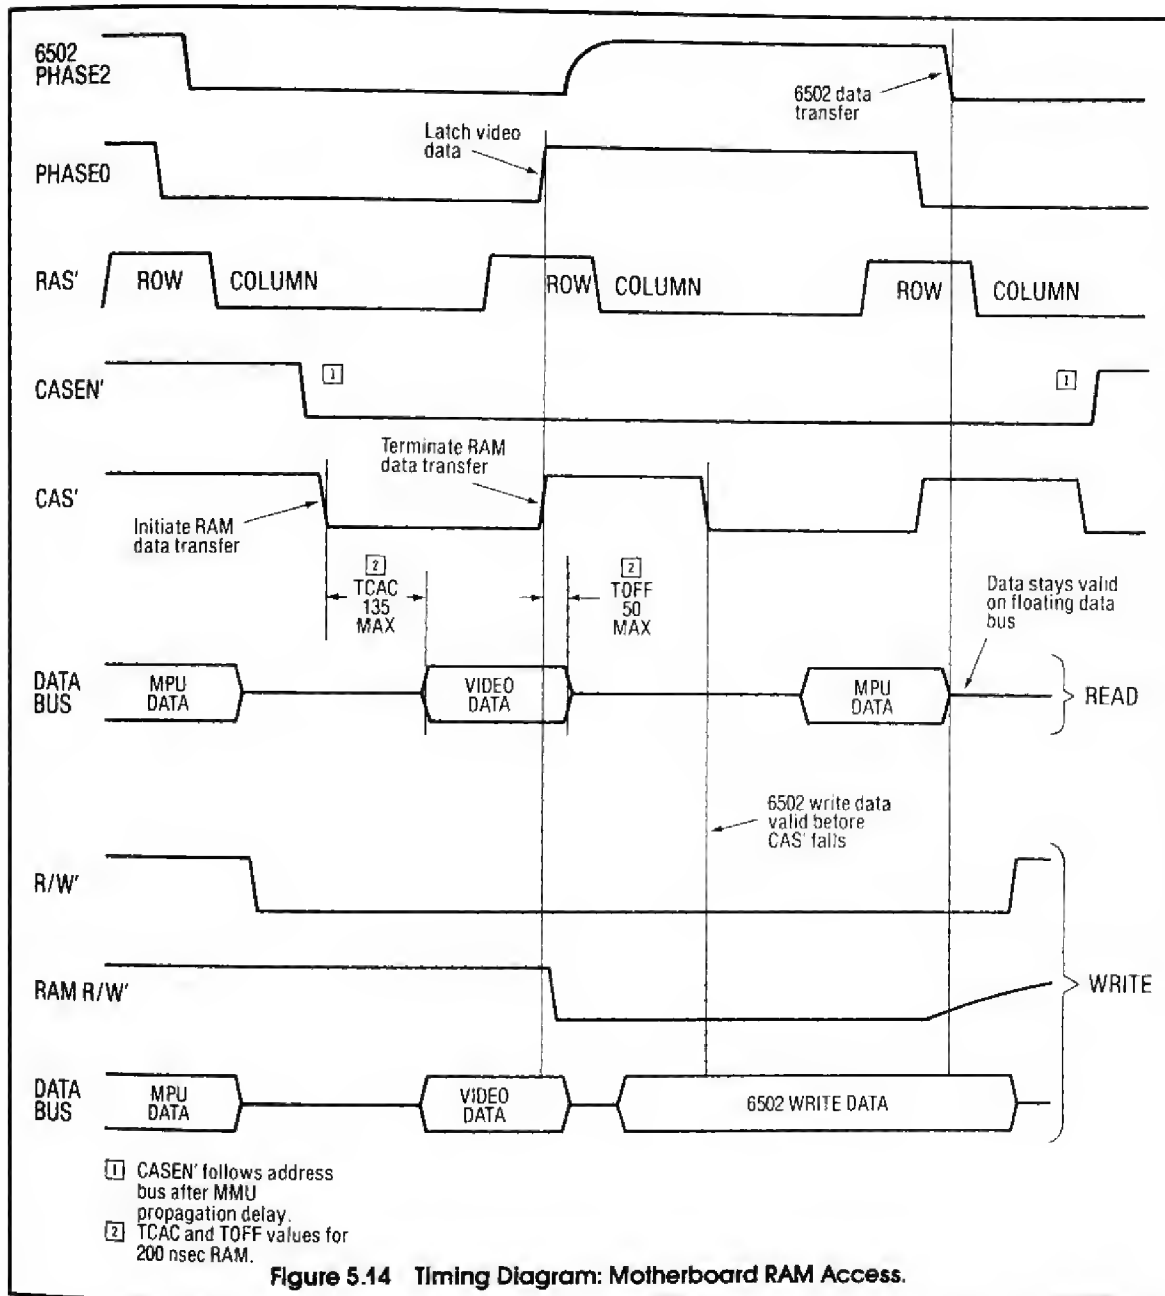 6502
PHASE2
6502 data
transfer
Latch video
data
PHASE0
RAS'
ROW
COLUMN
ROW
COLUMN
ROW
COLUMN
CASEN'
1
1
CAS'
Terminate RAM
data transfer
Initiate RAM
data transfer
2
TCAC
135
MAX
2
TOFF
50
MAX
Data stays valid
on floating data
bus
DATA
BUS
MPU
DATA
VIDEO
DATA
MPU
DATA
READ
6502 write data
valid before
CAS' falls
R/W'
RAM R/W'
WRITE
DATA
BUS
MPU
DATA
VIDEO
DATA
6502 WRITE DATA
1 CASEN' follows address
bus after MMU
propagation delay.
2 TCAC and TOFF values for
200 nsec RAM.
Figure 5.14 Timing Diagram: Motherboard RAM Access.